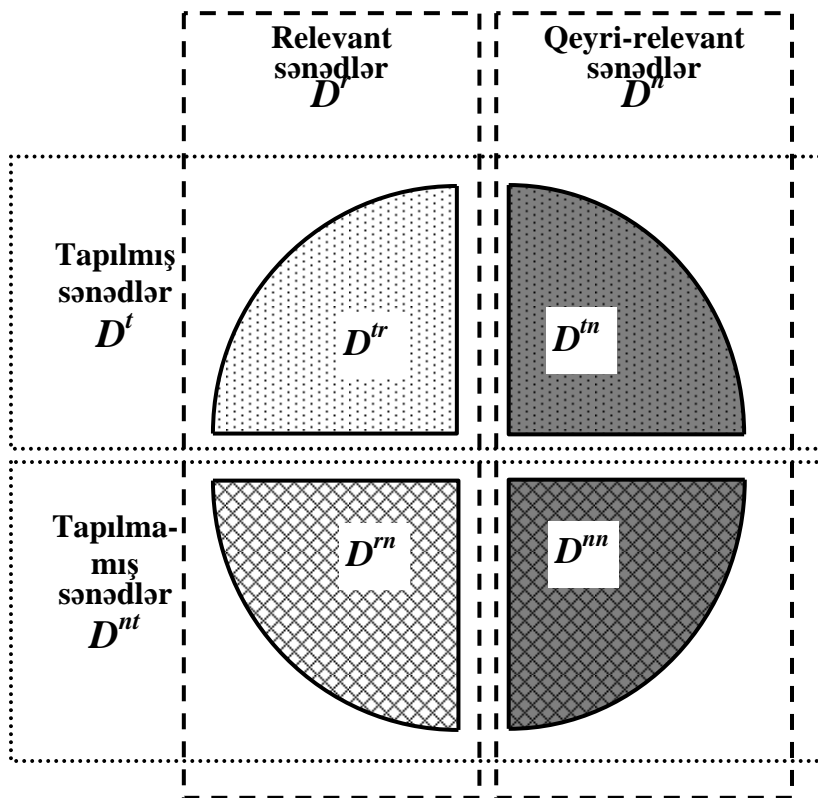 Relevant
sənədlər
D^r
Qeyri-relevant
sənədlər
D^n
Tapılmış
sənədlər
D^t
D^tr
D^tn
Tapılma-
mış
sənədlər
D^nt
D^rn
D^nn